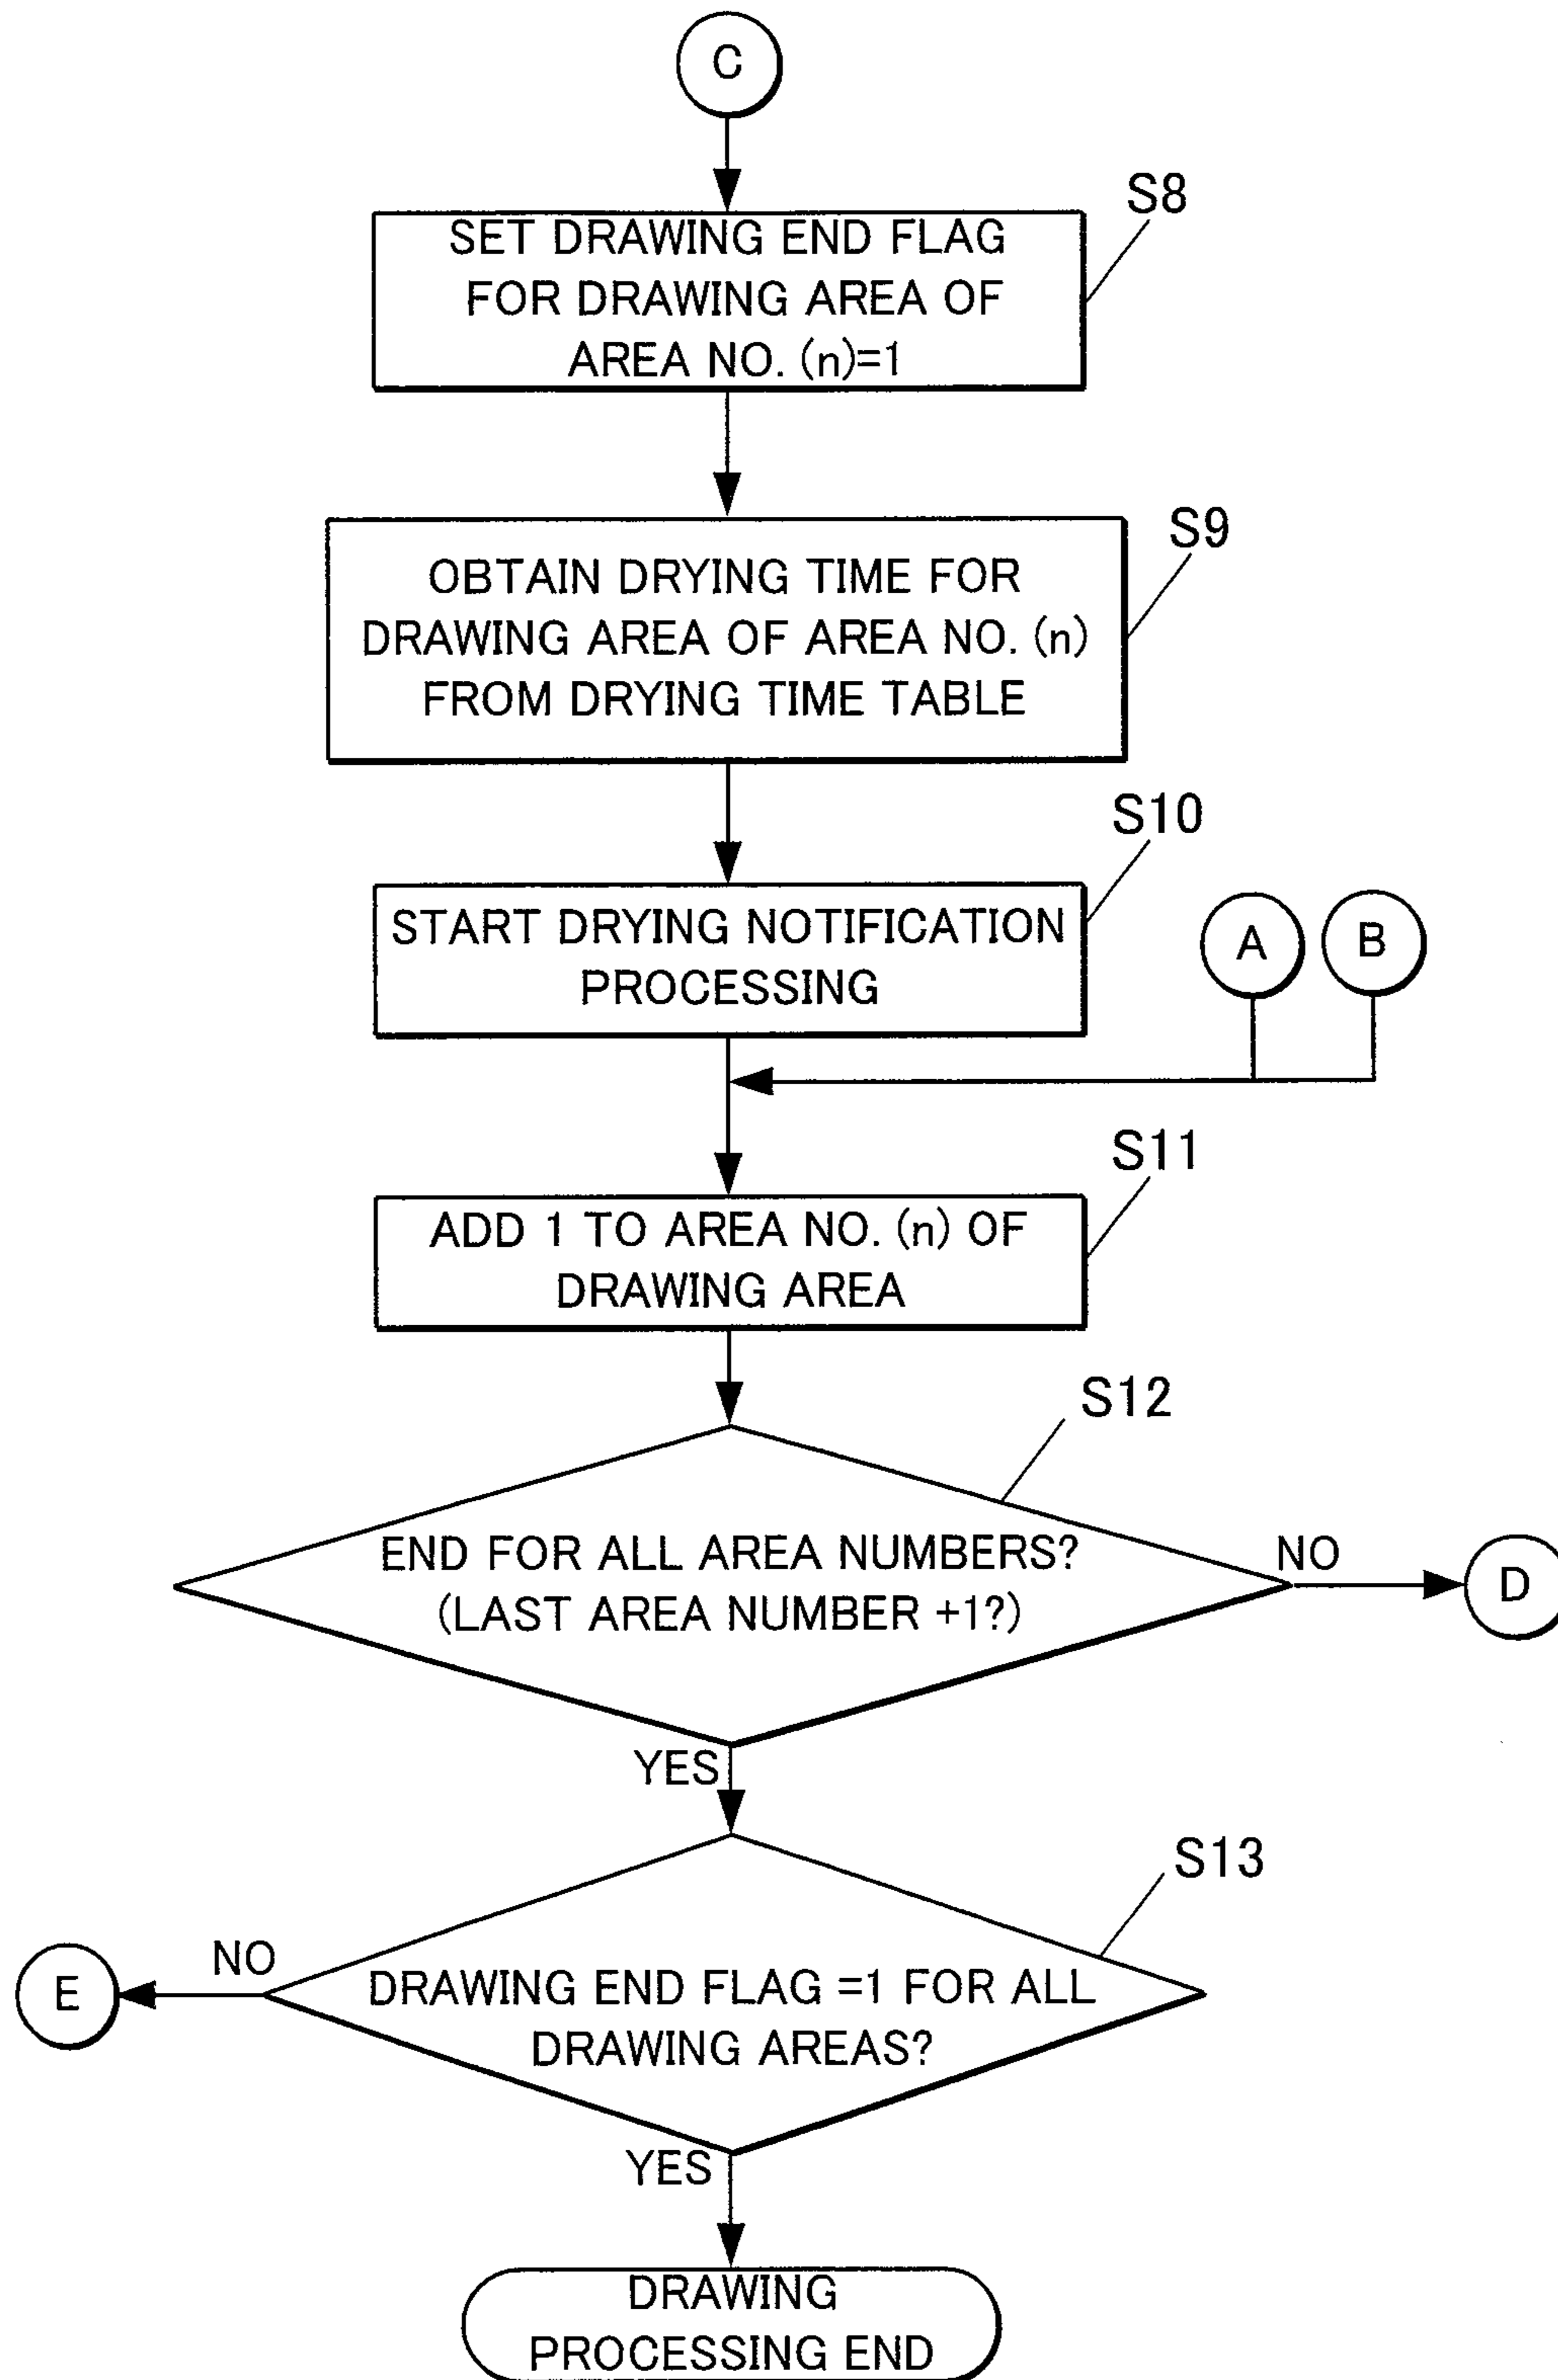 C
S8
SET DRAWING END FLAG
FOR DRAWING AREA OF
AREA NO. (n)=1
S9
OBTAIN DRYING TIME FOR
DRAWING AREA OF AREA NO. (n)
FROM DRYING TIME TABLE
S10
START DRYING NOTIFICATION
PROCESSING
A
B
S11
ADD 1 TO AREA NO. (n) OF
DRAWING AREA
S12
END FOR ALL AREA NUMBERS?
(LAST AREA NUMBER +1?)
NO
D
YES
S13
DRAWING END FLAG =1 FOR ALL
DRAWING AREAS?
NO
E
YES
DRAWING
PROCESSING END